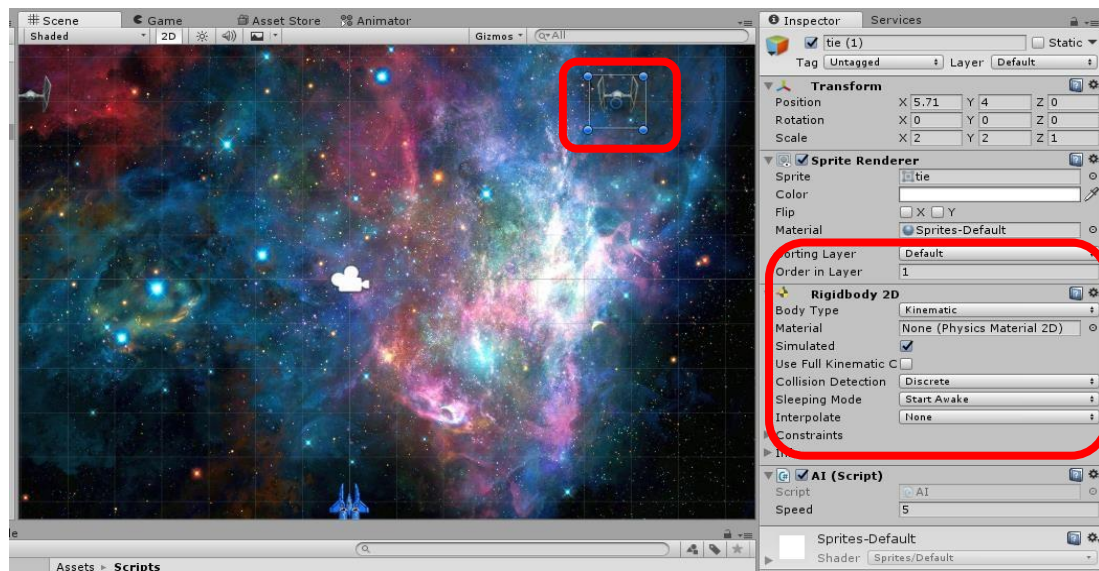 Scene Game Asset Store Animator
Shaded 2D Gizmos All
Inspector Services
tie (1) Static
Tag Untagged Layer Default
Transform
Position X 5.71 Y 4 Z 0
Rotation X 0 Y 0 Z 0
Scale X 2 Y 2 Z 1
Sprite Renderer
Sprite tie
Color
Flip X Y
Material Sprites-Default
orting Layer Default
Order in Layer 1
Rigidbody 2D
Body Type Kinematic
Material None (Physics Material 2D)
Simulated
Use Full Kinematic C
Collision Detection Discrete
Sleeping Mode Start Awake
Interpolate None
Constraints
AI (Script)
Script AI
Speed 5
Sprites-Default
Shader Sprites/Default
Assets Scripts